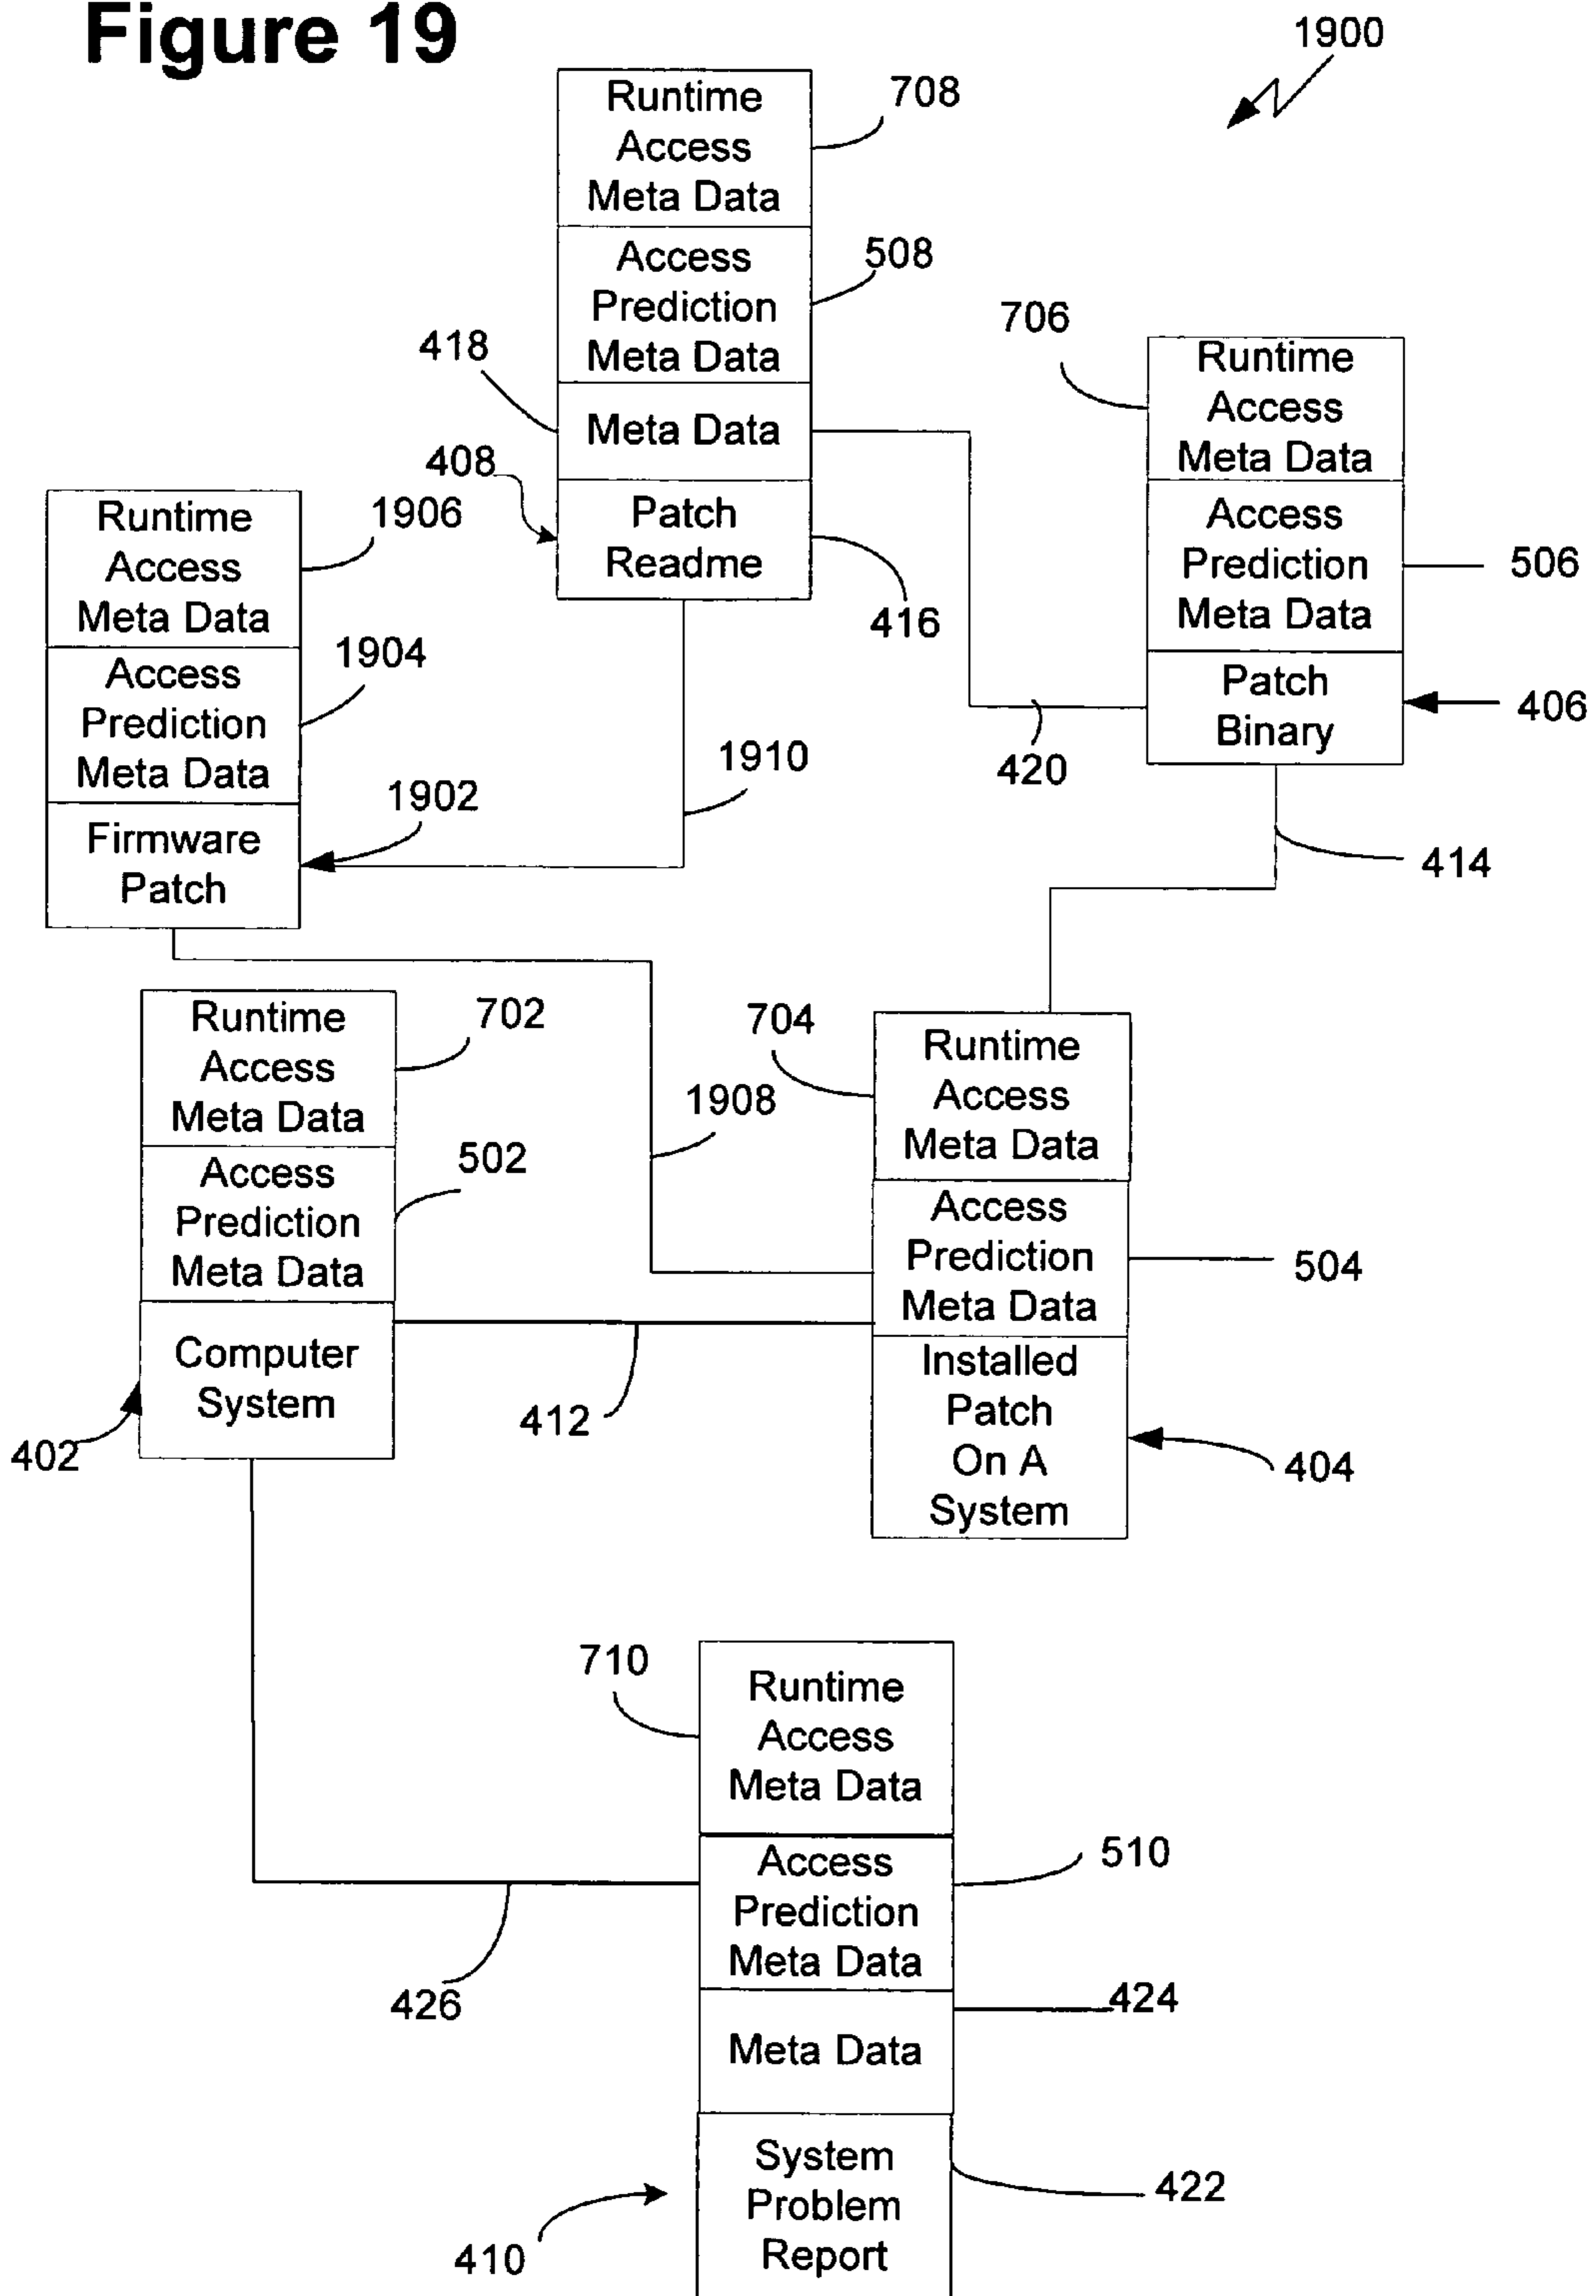 Figure 19
1900
Runtime
Access
Meta Data
708
Access
Prediction
Meta Data
508
418
Meta Data
408
Patch
Readme
416
706
Runtime
Access
Meta Data
Access
Prediction
Meta Data
506
Patch
Binary
406
420
414
Runtime
Access
Meta Data
1906
Access
Prediction
Meta Data
1904
Firmware
Patch
1902
1910
Runtime
Access
Meta Data
702
Access
Prediction
Meta Data
502
Computer
System
402
412
1908
704
Runtime
Access
Meta Data
Access
Prediction
Meta Data
504
Installed
Patch
On A
System
404
710
Runtime
Access
Meta Data
Access
Prediction
Meta Data
510
426
Meta Data
424
System
Problem
Report
422
410